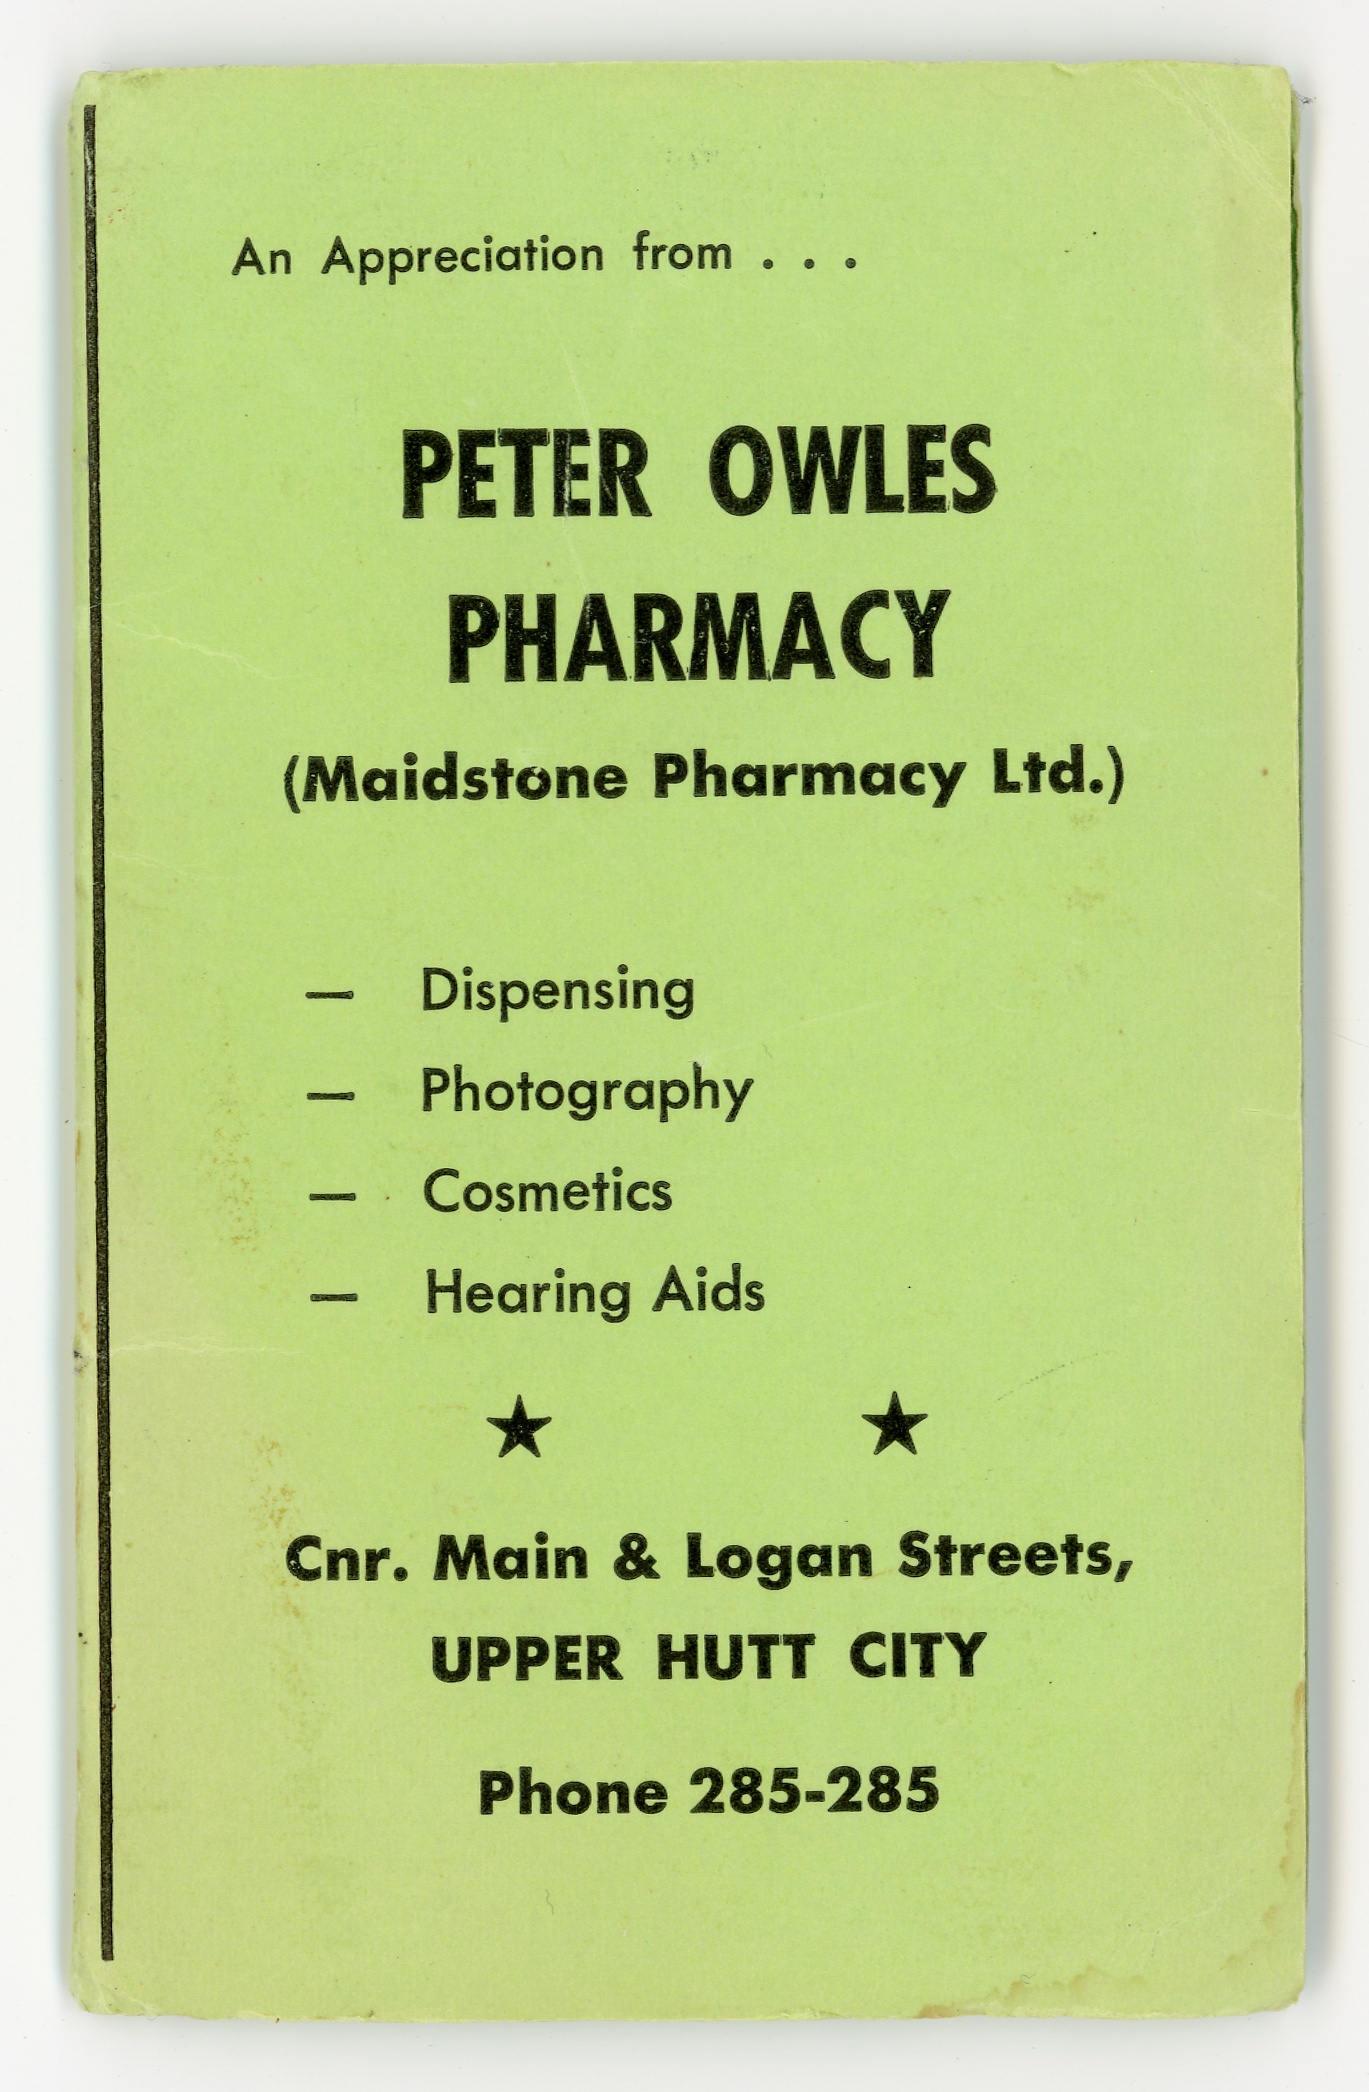 An Appreciation from . . .
PETER OWLES
PHARMACY
(Maidstone Pharmacy Ltd.)
— Dispensing
— Photography
— Cosmetics
— Hearing Aids
★ ★
Cnr. Main & Logan Streets,
UPPER HUTT CITY
Phone 285-285